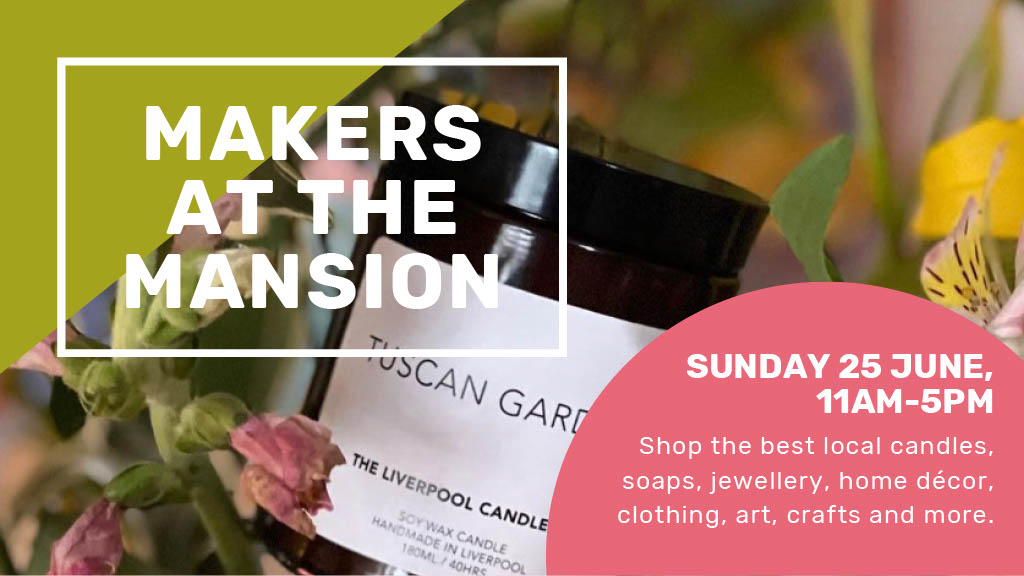 MAKERS
AT THE
MANSION
TUSCAN GARD
THE LIVERPOOL CANDLE
SOY WAX CANDLE
HANDMADE IN LIVERPOOL
180ML / 40HRS
SUNDAY 25 JUNE,
11AM-5PM
Shop the best local candles,
soaps, jewellery, home décor,
clothing, art, crafts and more.